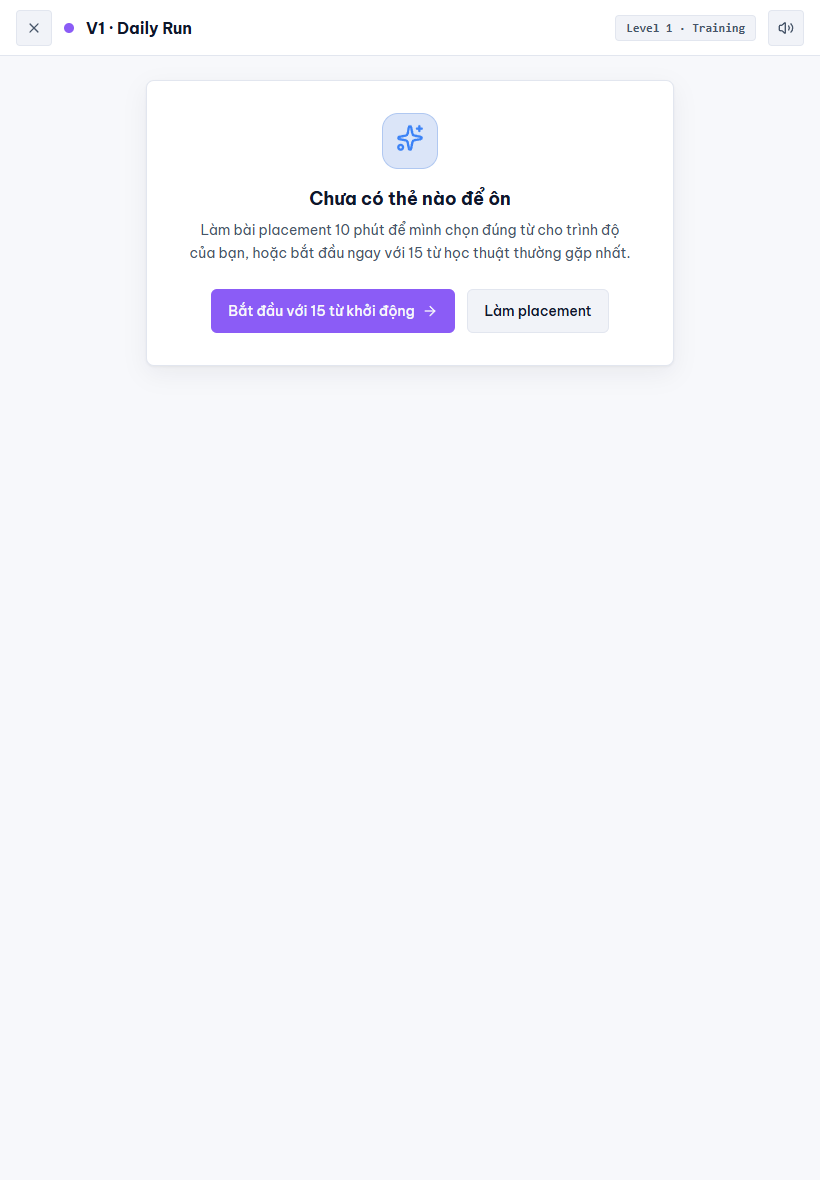 V1 · Daily Run
Level 1 · Training
Chưa có thẻ nào để ôn
Làm bài placement 10 phút để mình chọn đúng từ cho trình độ
của bạn, hoặc bắt đầu ngay với 15 từ học thuật thường gặp nhất.
Bắt đầu với 15 từ khởi động →
Làm placement